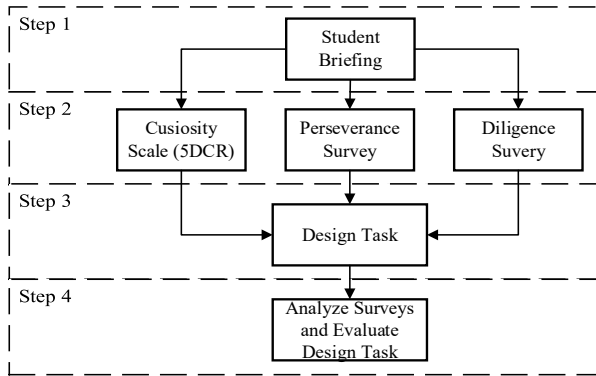 Step 1
Student
Briefing
Step 2
Cusiosity
Scale (5DCR)
Perseverance
Survey
Diligence
Suvery
Step 3
Design Task
Step 4
Analyze Surveys
and Evaluate
Design Task